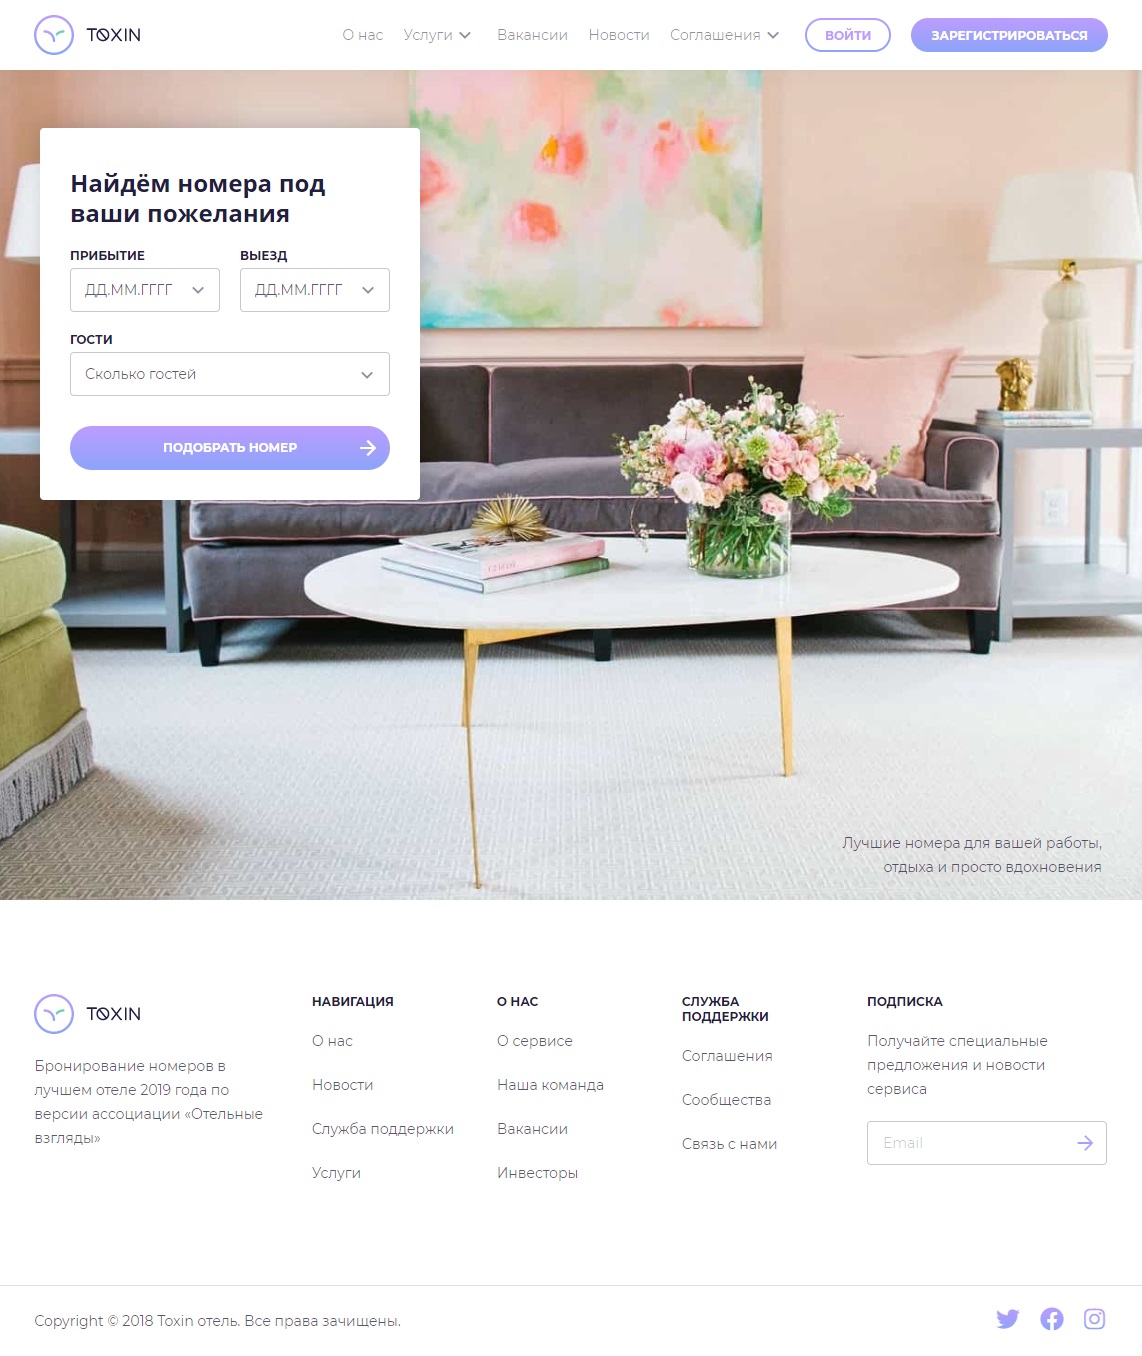 TOXIN
О нас
Услуги
Вакансии
Новости
Соглашения
ВОЙТИ
ЗАРЕГИСТРИРОВАТЬСЯ
Найдём номера под
ваши пожелания
ПРИБЫТИЕ
ВЫЕЗД
ДД.ММ.ГГГГ
ДД.ММ.ГГГГ
ГОСТИ
Сколько гостей
ПОДОБРАТЬ НОМЕР
Лучшие номера для вашей работы,
отдыха и просто вдохновения
TOXIN
Бронирование номеров в
лучшем отеле 2019 года по
версии ассоциации «Отельные
взгляды»
НАВИГАЦИЯ
О нас
Новости
Служба поддержки
Услуги
О НАС
О сервисе
Наша команда
Вакансии
Инвесторы
СЛУЖБА
ПОДДЕРЖКИ
Соглашения
Сообщества
Связь с нами
ПОДПИСКА
Получайте специальные
предложения и новости
сервиса
Email
Copyright © 2018 Toxin отель. Все права зачищены.